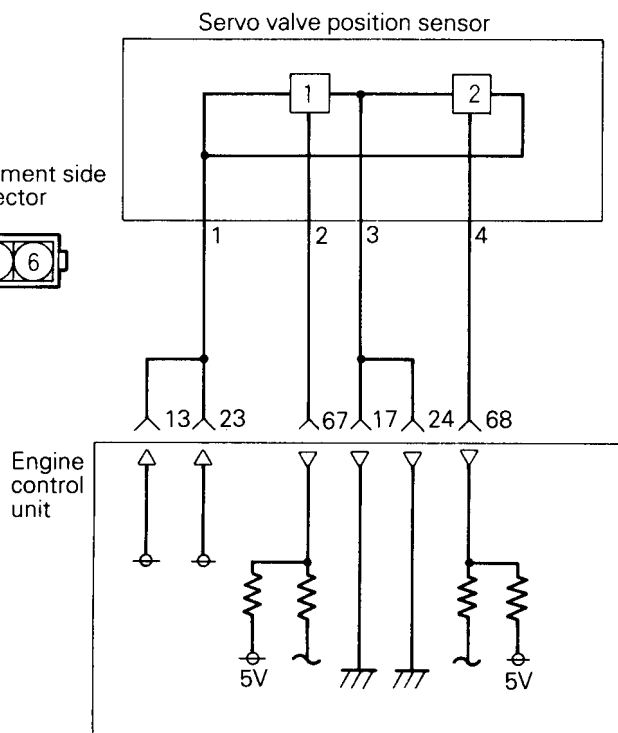 Servo valve position sensor
1 2
ment side
ector
6
1 2 3 4
13 23 67 17 24 68
Engine
control
unit
5V 5V